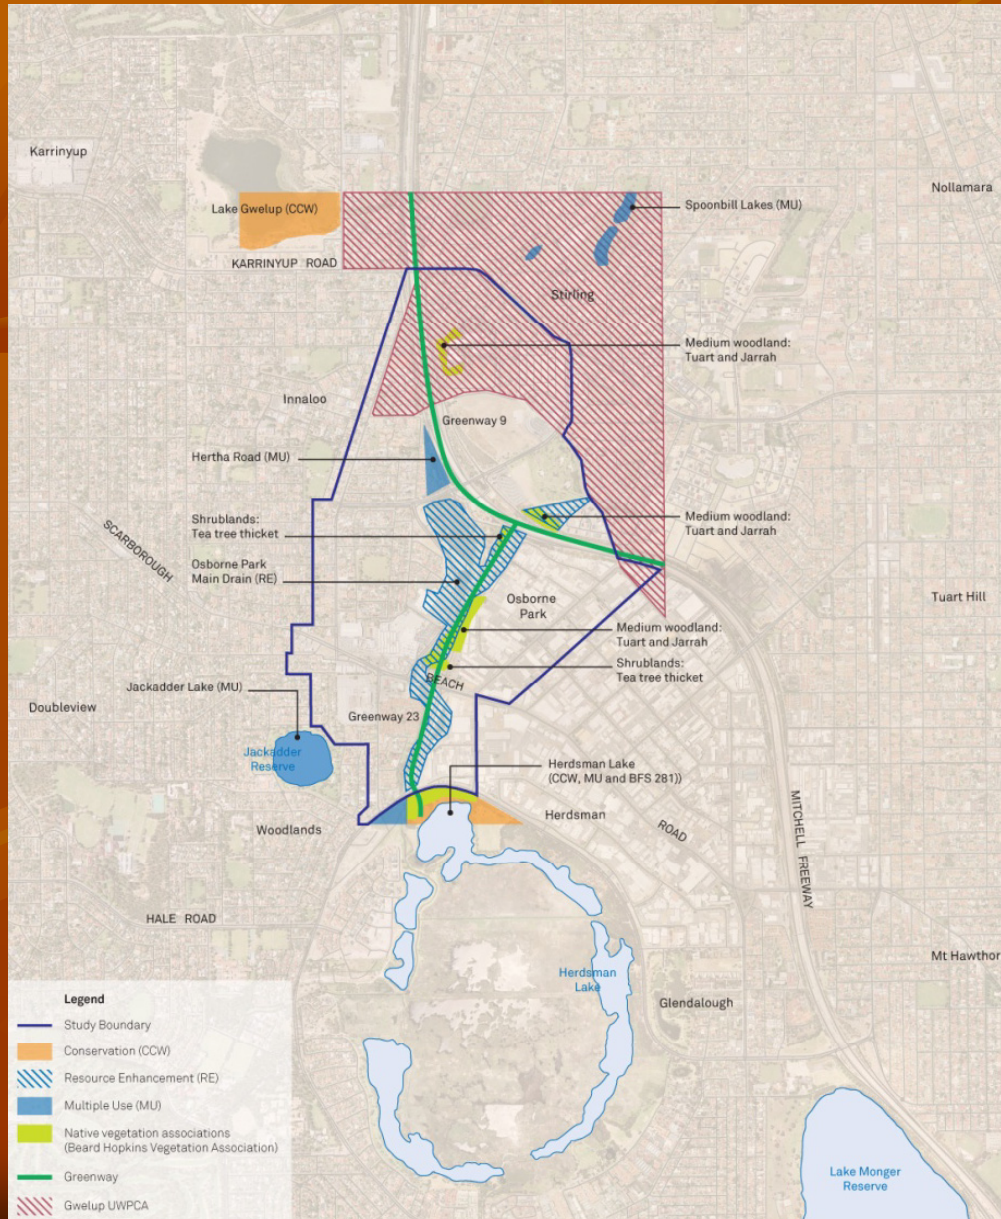 Karrinyup
Nollamara
Lake Gwelup (CCW)
Spoonbill Lakes (MU)
KARRINYUP ROAD
Stirling
Medium woodland:
Tuart and Jarrah
Innaloo
Greenway 9
Hertha Road (MU)
SCARBOROUGH
Shrublands:
Tea tree thicket
Medium woodland:
Tuart and Jarrah
Osborne Park
Main Drain (RE)
Osborne
Park
Tuart Hill
Medium woodland:
Tuart and Jarrah
Shrublands:
Tea tree thicket
BEACH
Jackadder Lake (MU)
Doubleview
Greenway 23
Jackadder
Reserve
Herdsman Lake
(CCW, MU and BFS 281))
Woodlands
Herdsman
ROAD
MITCHELL FREEWAY
HALE ROAD
Mt Hawthor
Herdsman
Lake
Glendalough
Legend
Study Boundary
Conservation (CCW)
Resource Enhancement (RE)
Multiple Use (MU)
Native vegetation associations
(Beard Hopkins Vegetation Association)
Greenway
Gwelup UWPCA
Lake Monger
Reserve